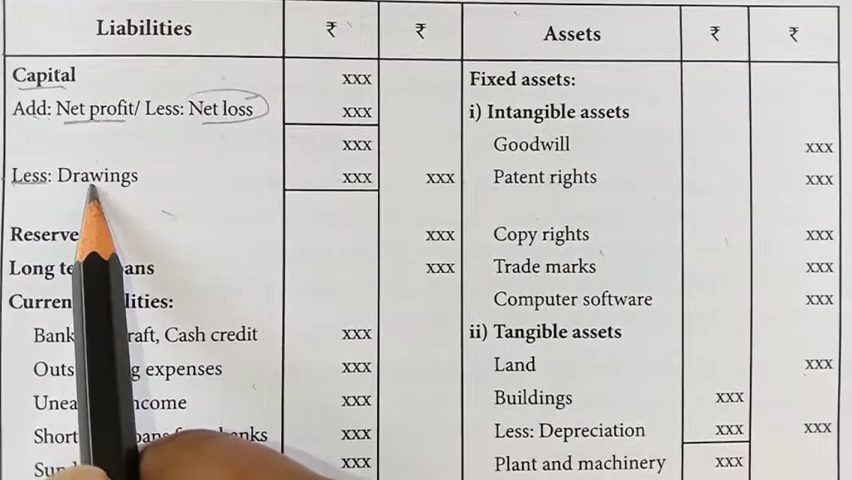 Liabilities ₹ ₹ Assets ₹ ₹
Capital xxx Fixed assets:
Add: Net profit/ Less: Net loss xxx i) Intangible assets
xxx Goodwill xxx
Less: Drawings xxx xxx Patent rights xxx
Reserve xxx Copy rights xxx
Long xxx Trade marks xxx
Computer software xxx
Bank Cash credit xxx ii) Tangible assets
expenses xxx Land xxx
xxx Buildings xxx
xxx Less: Depreciation xxx xxx
xxx Plant and machinery xxx